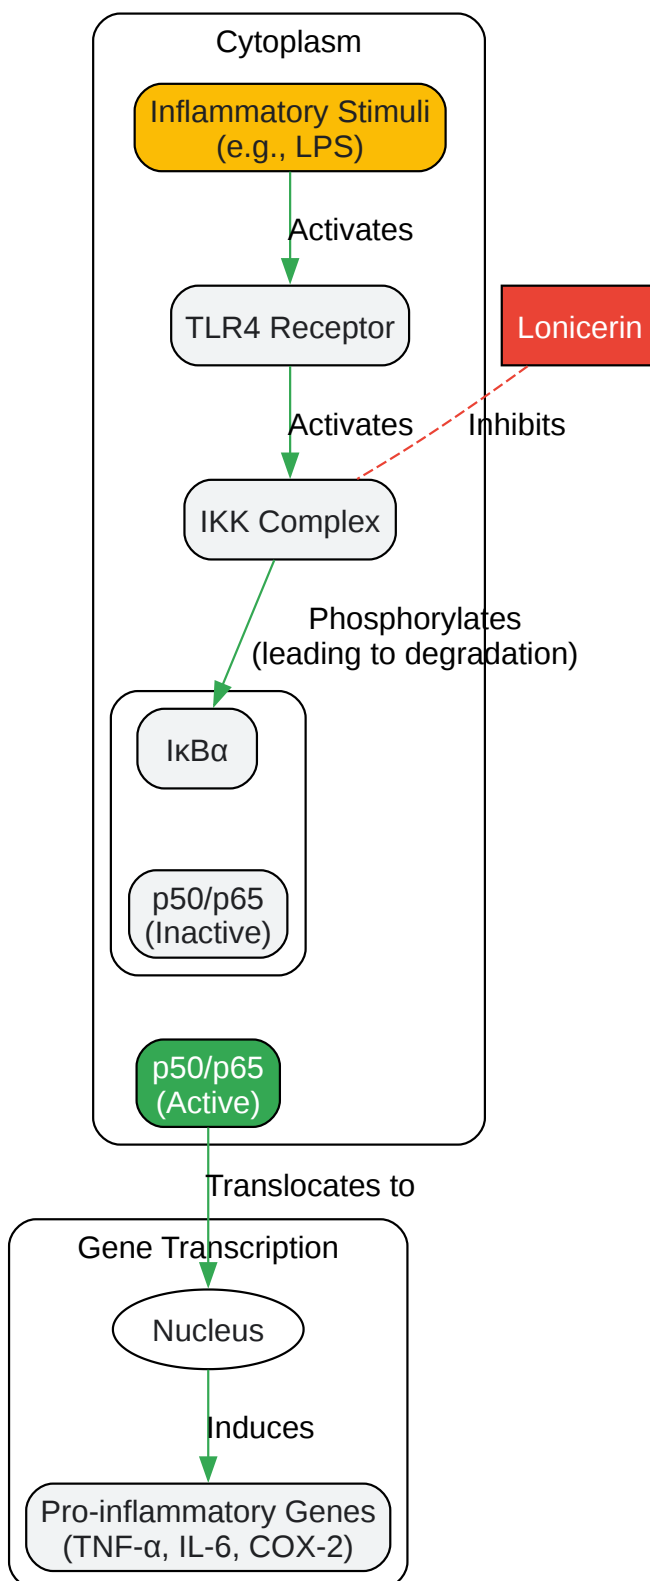 Cytoplasm
Inflammatory Stimuli
(e.g., LPS)
Activates
TLR4 Receptor
Lonicerin
Activates
Inhibits
IKK Complex
Phosphorylates
(leading to degradation)
IκBα
p50/p65
(Inactive)
p50/p65
(Active)
Translocates to
Gene Transcription
Nucleus
Induces
Pro-inflammatory Genes
(TNF-α, IL-6, COX-2)